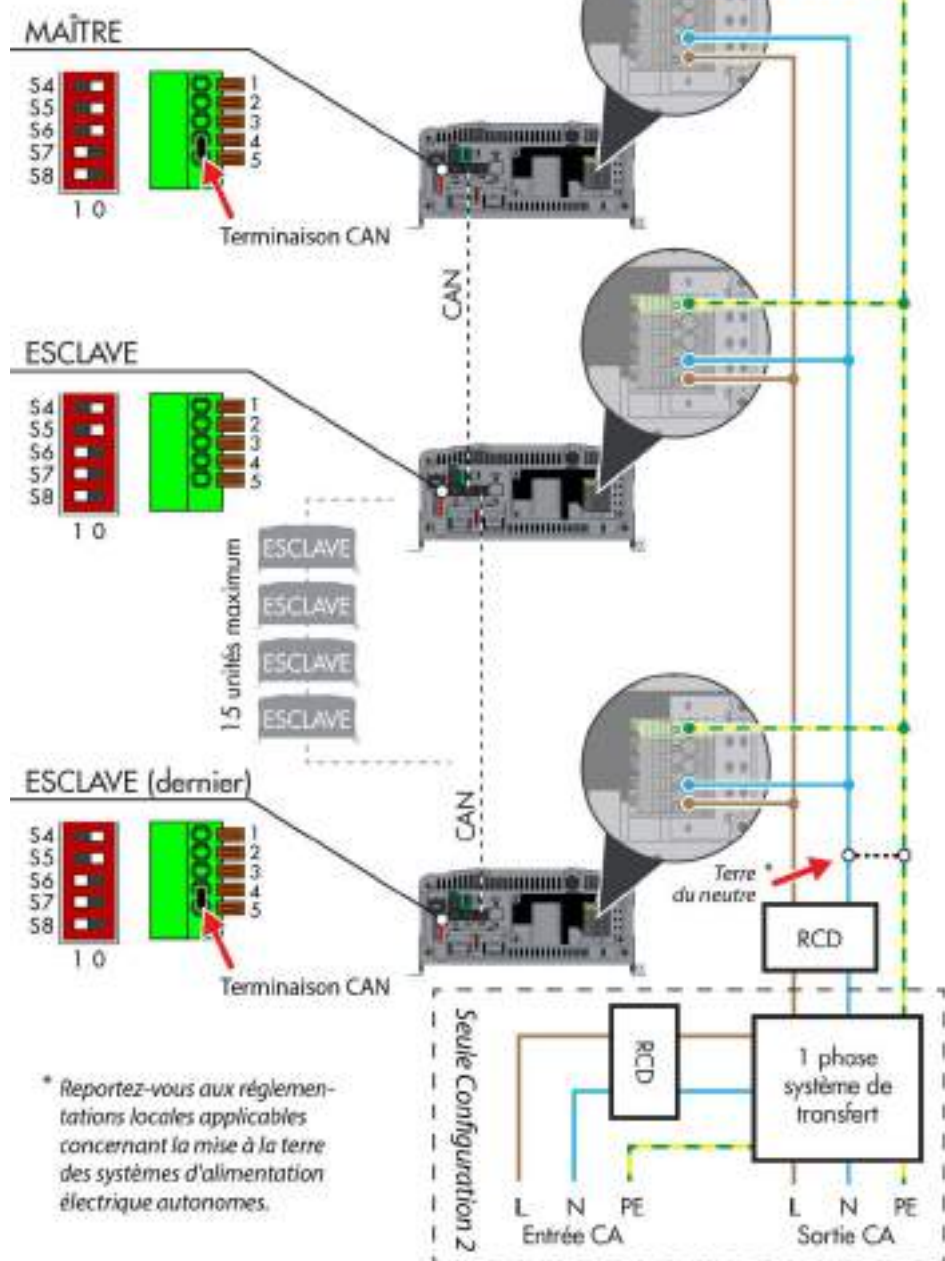 MAÎTRE
S4
S5
S6
S7
S8
1 0
1
2
3
4
5
Terminaison CAN
CAN
ESCLAVE
S4
S5
S6
S7
S8
1 0
1
2
3
4
5
15 unités maximum
ESCLAVE
ESCLAVE
ESCLAVE
ESCLAVE
ESCLAVE (dernier)
S4
S5
S6
S7
S8
1 0
1
2
3
4
5
Terminaison CAN
CAN
Terre *
du neutre
RCD
Seule Configuration 2
RCD
1 phase
système de
transfert
L N PE
Entrée CA
L N PE
Sortie CA
* Reportez-vous aux réglemen-
tations locales applicables
concernant la mise à la terre
des systèmes d'alimentation
électrique autonomes.